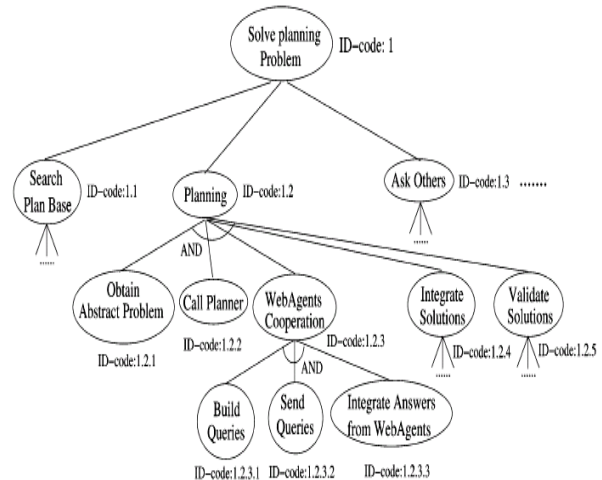 Solve planning
Problem
ID-code: 1
Search
Plan Base
ID-code:1.1
Planning
ID-code:1.2
Ask Others
ID-code:1.3
.......
......
......
AND
Obtain
Abstract Problem
ID-code:1.2.1
Call Planner
ID-code:1.2.2
WebAgents
Cooperation
ID-code:1.2.3
Integrate
Solutions
ID-code:1.2.4
......
Validate
Solutions
ID-code:1.2.5
......
AND
Build
Queries
ID-code:1.2.3.1
Send
Queries
ID-code:1.2.3.2
Integrate Answers
from WebAgents
ID-code:1.2.3.3